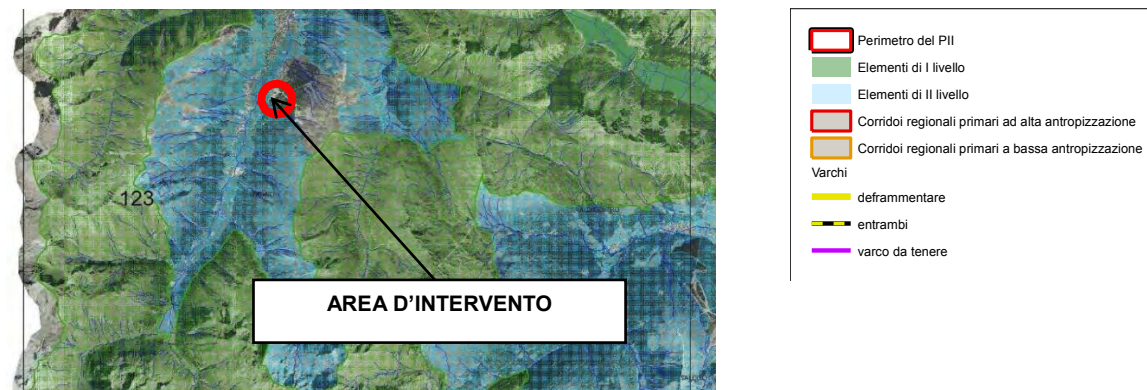 123
AREA D'INTERVENTO
Perimetro del PII
Elementi di I livello
Elementi di II livello
Corridoi regionali primari ad alta antropizzazione
Corridoi regionali primari a bassa antropizzazione
Varchi
deframmentare
entrambi
varco da tenere